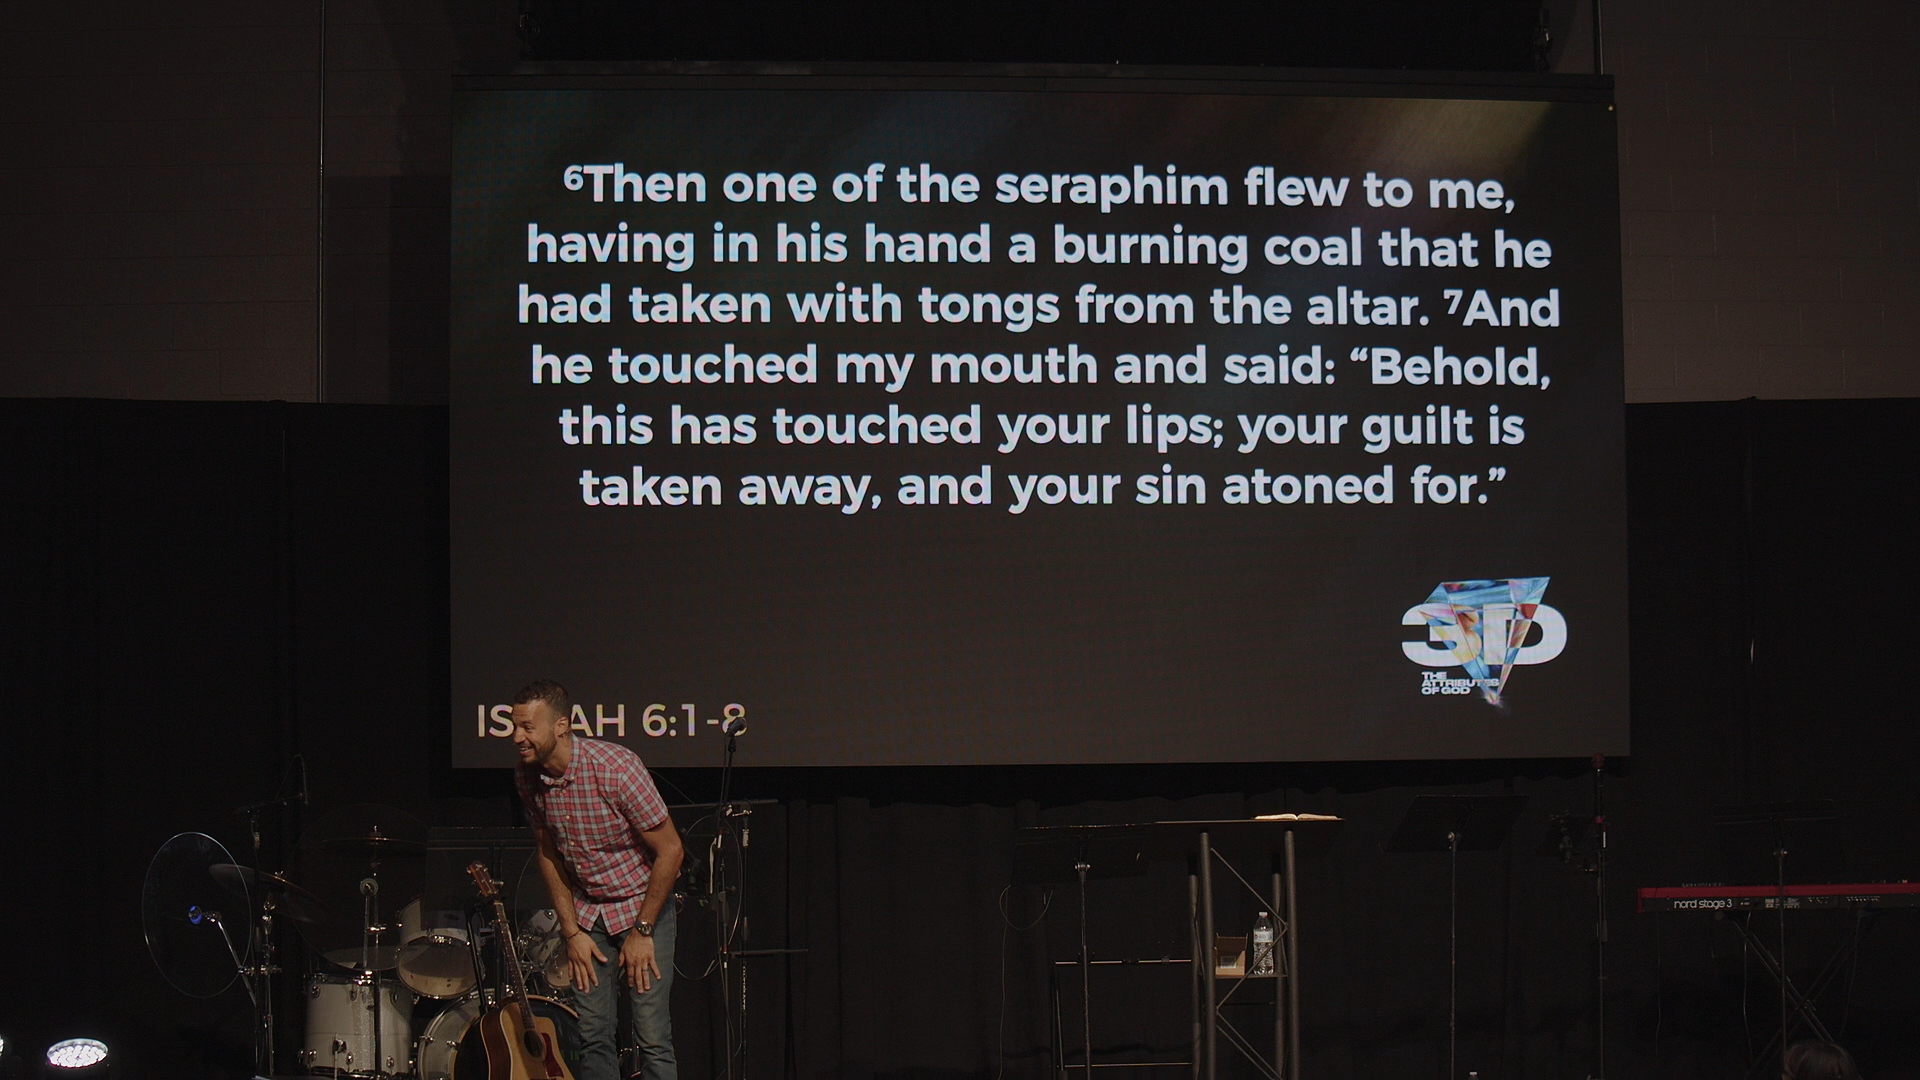 ⁶Then one of the seraphim flew to me,
having in his hand a burning coal that he
had taken with tongs from the altar. ⁷And
he touched my mouth and said: “Behold,
this has touched your lips; your guilt is
taken away, and your sin atoned for.”
3D
THE
ATTRIBUTES
OF GOD
6:1-8
nord stage 3